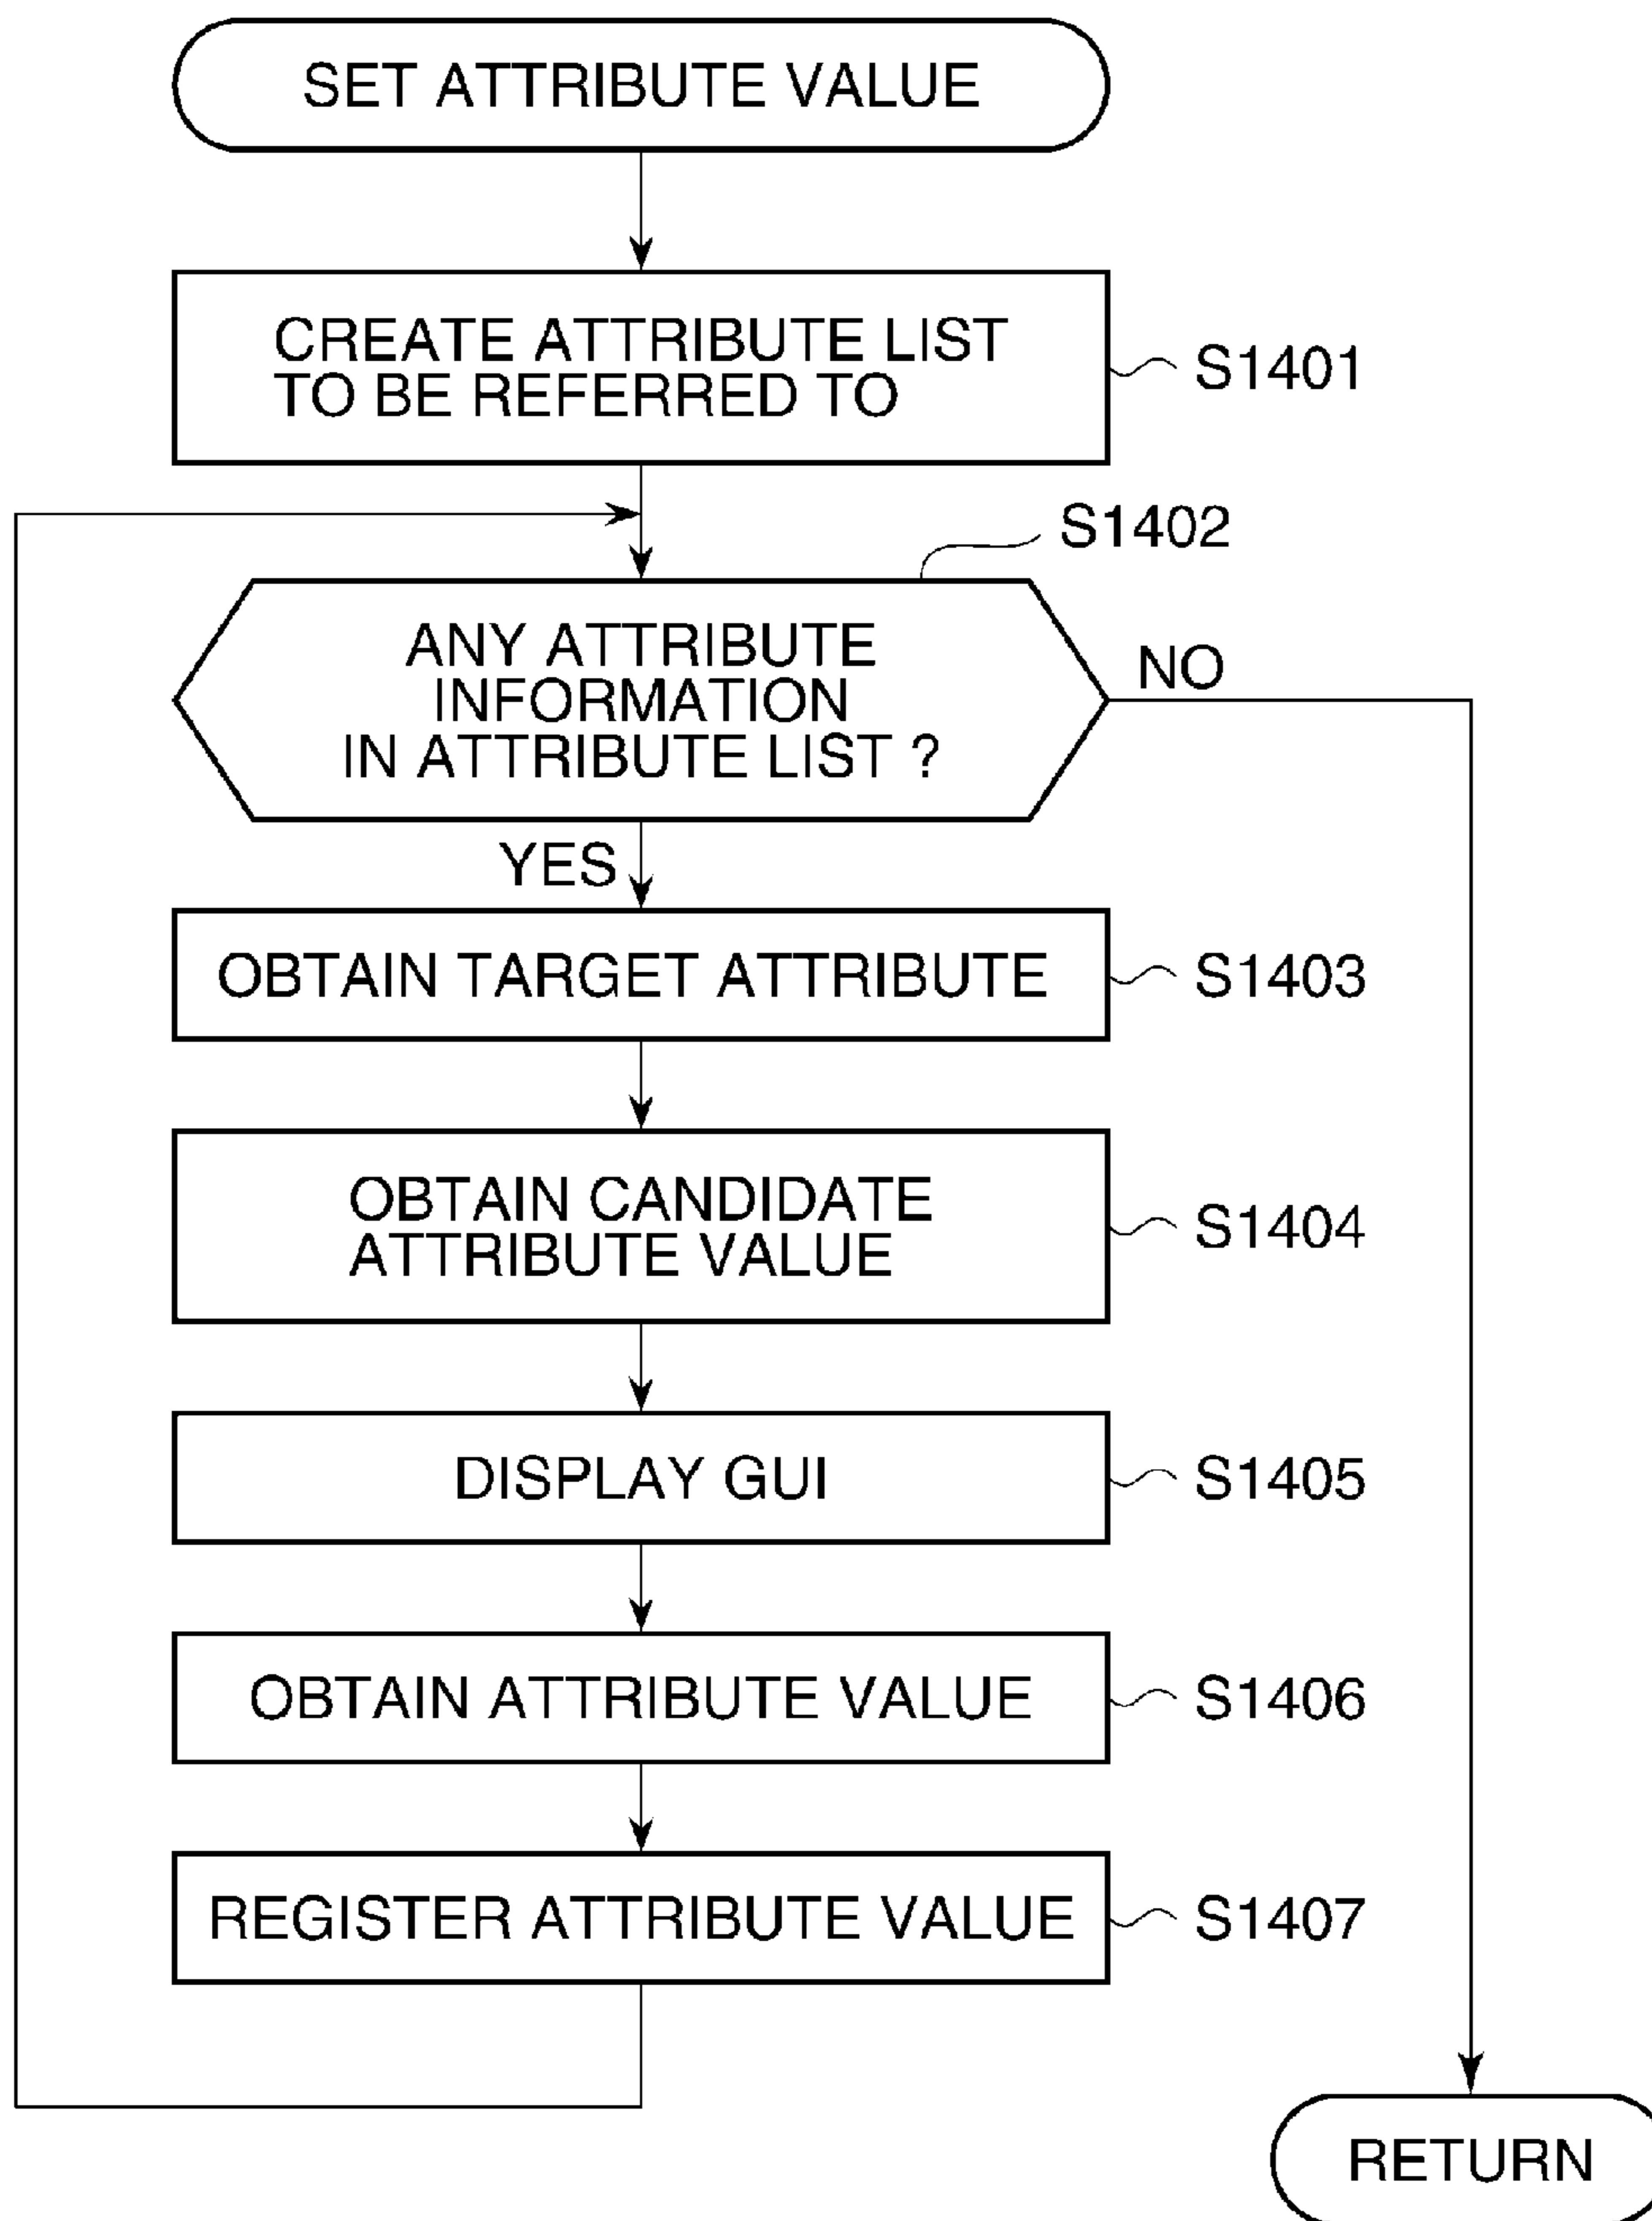 SET ATTRIBUTE VALUE
CREATE ATTRIBUTE LIST
TO BE REFERRED TO
S1401
S1402
ANY ATTRIBUTE
INFORMATION
IN ATTRIBUTE LIST ?
NO
YES
OBTAIN TARGET ATTRIBUTE
S1403
OBTAIN CANDIDATE
ATTRIBUTE VALUE
S1404
DISPLAY GUI
S1405
OBTAIN ATTRIBUTE VALUE
S1406
REGISTER ATTRIBUTE VALUE
S1407
RETURN